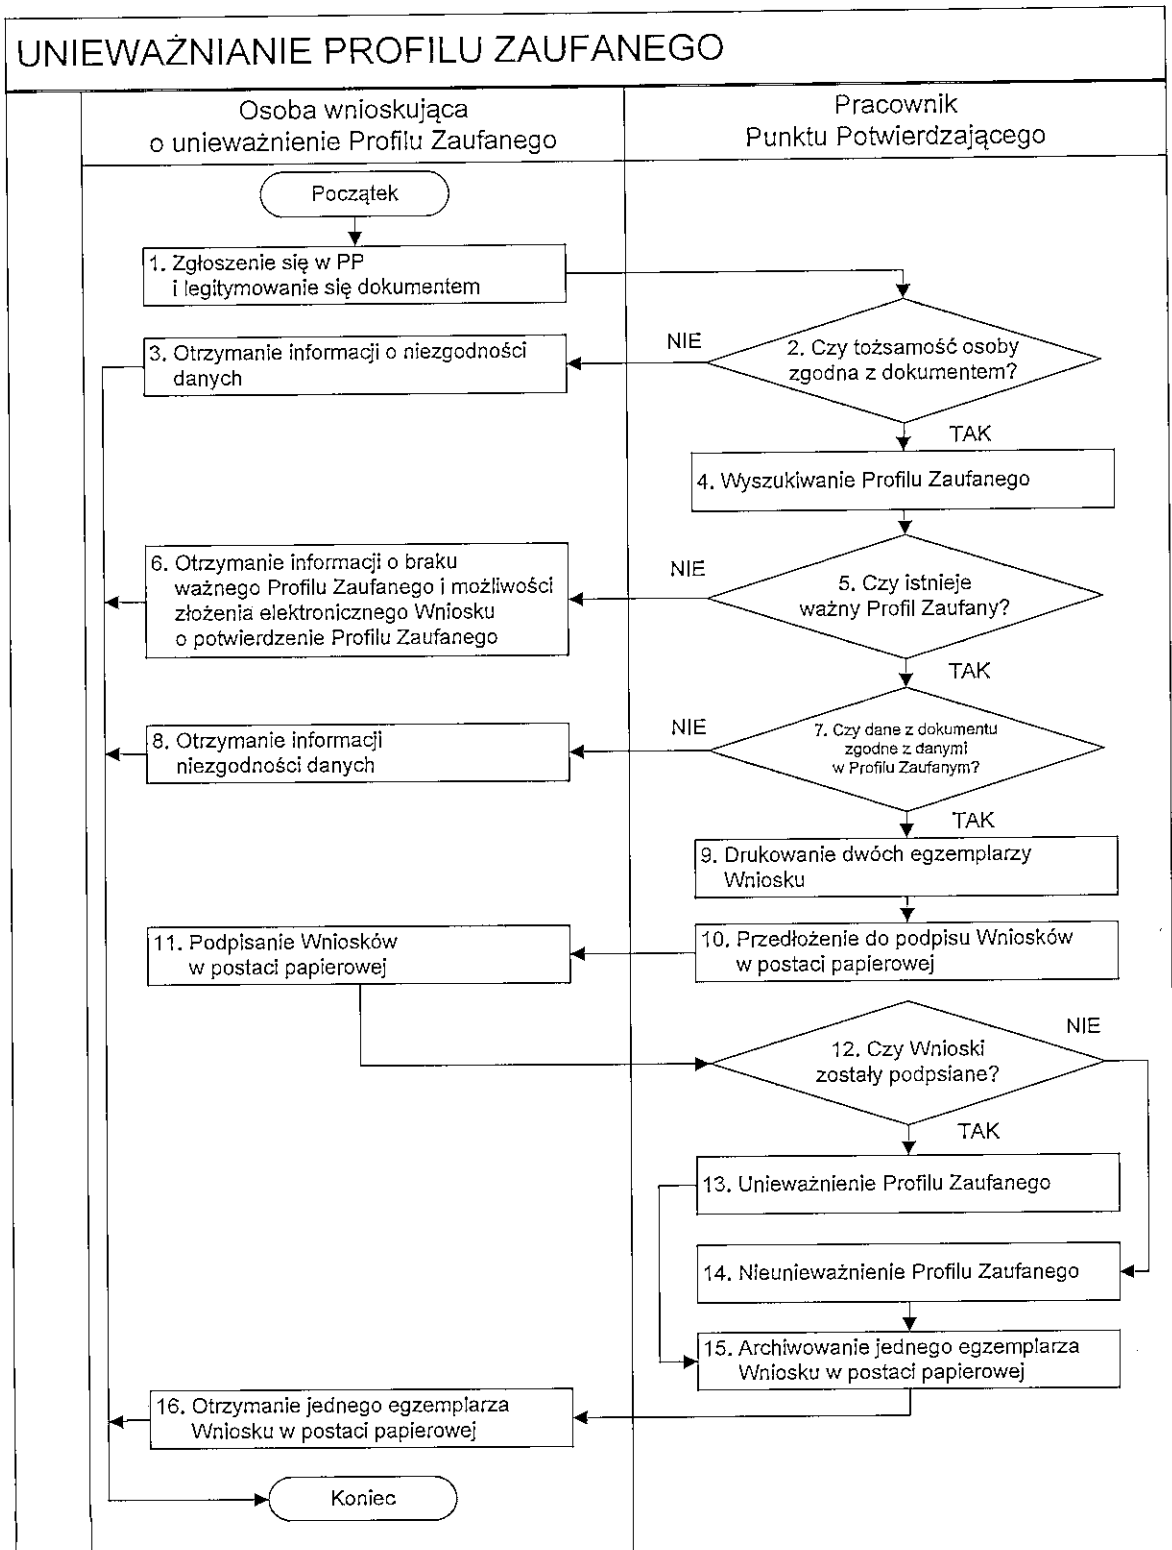 UNIEWAŻNIANIE PROFILU ZAUFANEGO
Osoba wnioskująca
o unieważnienie Profilu Zaufanego
Pracownik
Punktu Potwierdzającego
Początek
1. Zgłoszenie się w PP
i legitymowanie się dokumentem
2. Czy tożsamość osoby
zgodna z dokumentem?
NIE
3. Otrzymanie informacji o niezgodności
danych
TAK
4. Wyszukiwanie Profilu Zaufanego
5. Czy istnieje
ważny Profil Zaufany?
NIE
6. Otrzymanie informacji o braku
ważnego Profilu Zaufanego i możliwości
złożenia elektronicznego Wniosku
o potwierdzenie Profilu Zaufanego
TAK
7. Czy dane z dokumentu
zgodne z danymi
w Profilu Zaufanym?
NIE
8. Otrzymanie informacji
niezgodności danych
TAK
9. Drukowanie dwóch egzemplarzy
Wniosku
10. Przedłożenie do podpisu Wniosków
w postaci papierowej
11. Podpisanie Wniosków
w postaci papierowej
12. Czy Wnioski
zostały podpsiane?
NIE
TAK
13. Unieważnienie Profilu Zaufanego
14. Nieunieważnienie Profilu Zaufanego
15. Archiwowanie jednego egzemplarza
Wniosku w postaci papierowej
16. Otrzymanie jednego egzemplarza
Wniosku w postaci papierowej
Koniec